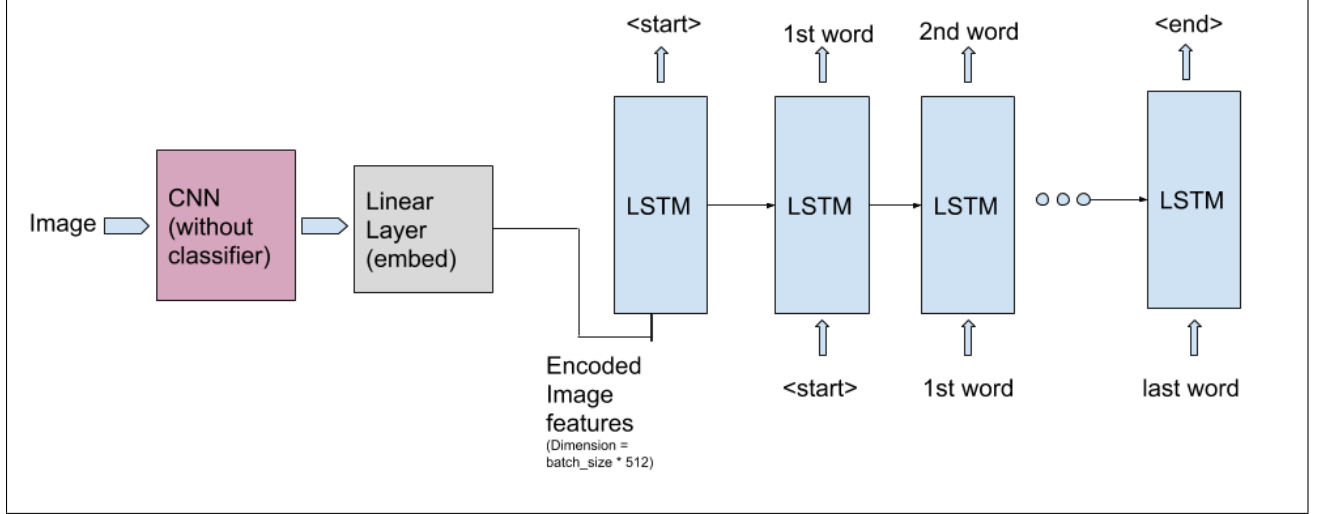 <start>
1st word
2nd word
<end>
Image
CNN
(without
classifier)
Linear
Layer
(embed)
LSTM
LSTM
LSTM
LSTM
Encoded
Image
features
(Dimension =
batch_size * 512)
<start>
1st word
last word